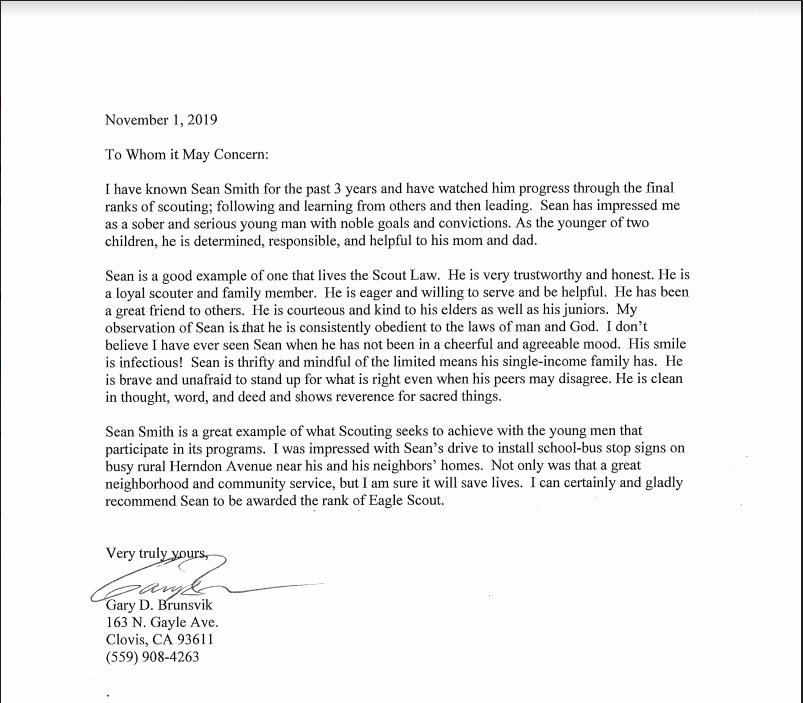 November 1, 2019
To Whom it May Concern:
I have known Sean Smith for the past 3 years and have watched him progress through the final
ranks of scouting; following and learning from others and then leading. Sean has impressed me
as a sober and serious young man with noble goals and convictions. As the younger of two
children, he is determined, responsible, and helpful to his mom and dad.
Sean is a good example of one that lives the Scout Law. He is very trustworthy and honest. He is
a loyal scouter and family member. He is eager and willing to serve and be helpful. He has been
a great friend to others. He is courteous and kind to his elders as well as his juniors. My
observation of Sean is that he is consistently obedient to the laws of man and God. I don't
believe I have ever seen Sean when he has not been in a cheerful and agreeable mood. His smile
is infectious! Sean is thrifty and mindful of the limited means his single-income family has. He
is brave and unafraid to stand up for what is right even when his peers may disagree. He is clean
in thought, word, and deed and shows reverence for sacred things.
Sean Smith is a great example of what Scouting seeks to achieve with the young men that
participate in its programs. I was impressed with Sean's drive to install school-bus stop signs on
busy rural Herndon Avenue near his and his neighbors' homes. Not only was that a great
neighborhood and community service, but I am sure it will save lives. I can certainly and gladly
recommend Sean to be awarded the rank of Eagle Scout.
Very truly yours,
Gary D. Brunsvik
163 N. Gayle Ave.
Clovis, CA 93611
(559) 908-4263